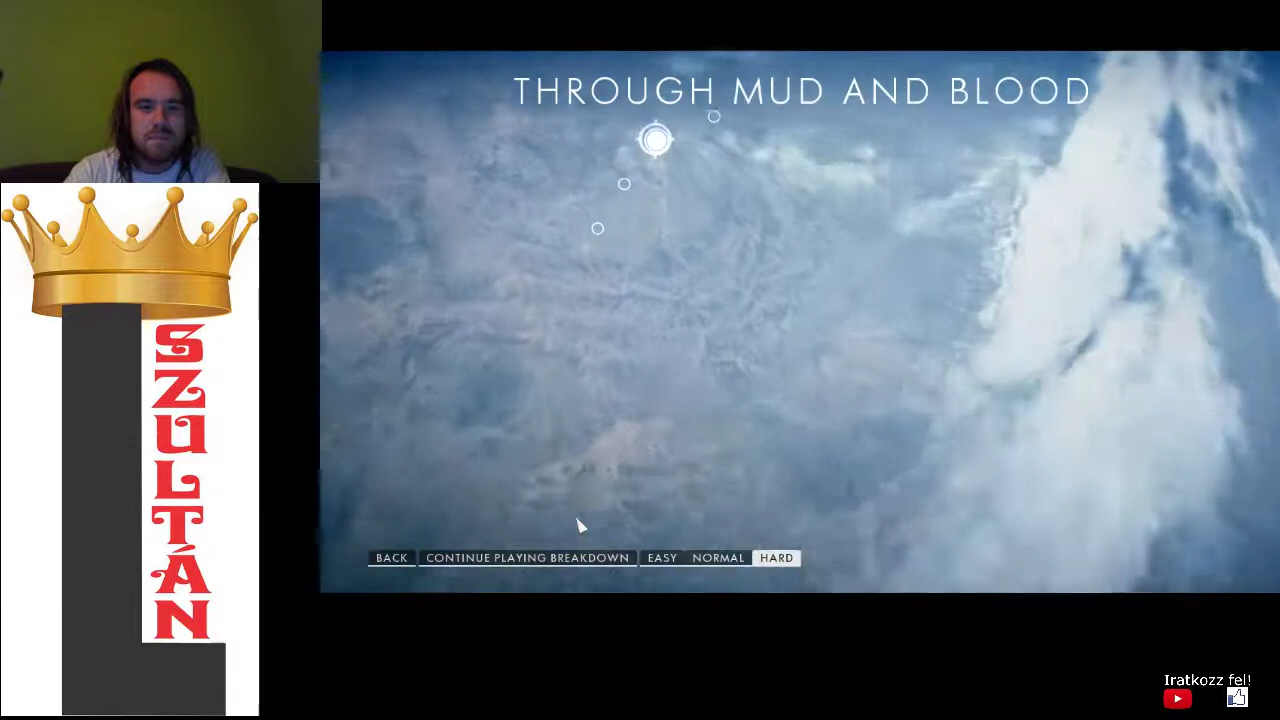 THROUGH MUD AND BLOOD
L
SZULTÁN
BACK CONTINUE PLAYING BREAKDOWN EASY NORMAL HARD
Iratkozz fel!